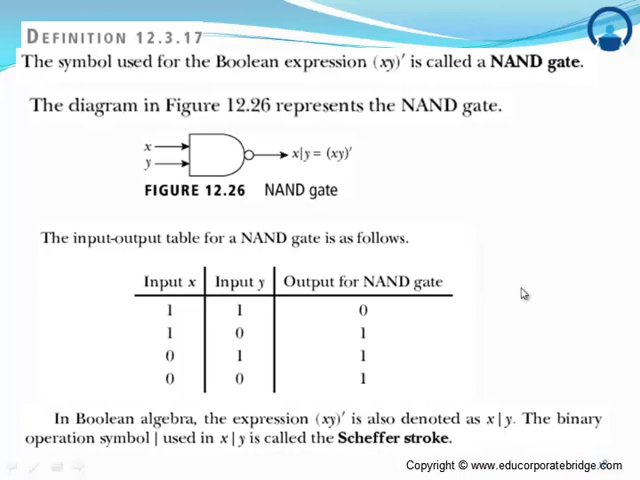 DEFINITION 12.3.17
The symbol used for the Boolean expression (xy)′ is called a NAND gate.
The diagram in Figure 12.26 represents the NAND gate.
x
y
x|y = (xy)′
FIGURE 12.26 NAND gate
The input-output table for a NAND gate is as follows.
Input x Input y Output for NAND gate
1 1 0
1 0 1
0 1 1
0 0 1
In Boolean algebra, the expression (xy)′ is also denoted as x|y. The binary
operation symbol | used in x|y is called the Scheffer stroke.
Copyright © www.educorporatebridge.com